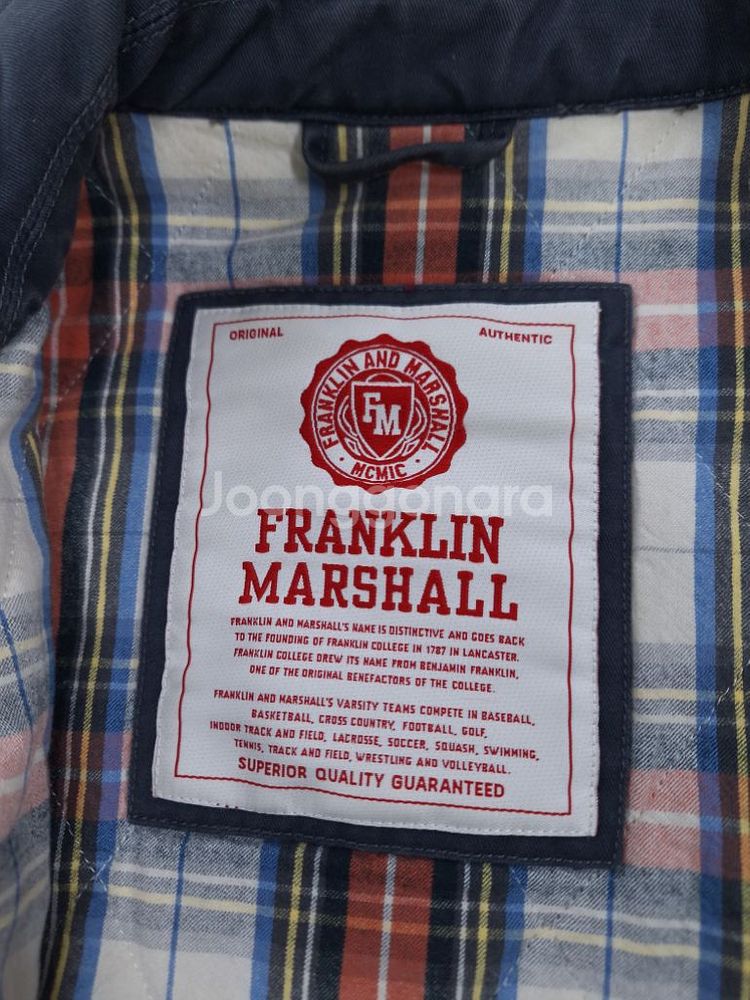 ORIGINAL
AUTHENTIC
FRANKLIN AND MARSHALL
FM
· MCMIC ·
Joonggonara
FRANKLIN
MARSHALL
FRANKLIN AND MARSHALL'S NAME IS DISTINCTIVE AND GOES BACK
TO THE FOUNDING OF FRANKLIN COLLEGE IN 1787 IN LANCASTER.
FRANKLIN COLLEGE DREW ITS NAME FROM BENJAMIN FRANKLIN,
ONE OF THE ORIGINAL BENEFACTORS OF THE COLLEGE.
FRANKLIN AND MARSHALL'S VARSITY TEAMS COMPETE IN BASEBALL,
BASKETBALL, CROSS COUNTRY, FOOTBALL, GOLF,
INDOOR TRACK AND FIELD, LACROSSE, SOCCER, SQUASH, SWIMMING,
TENNIS, TRACK AND FIELD, WRESTLING AND VOLLEYBALL.
SUPERIOR QUALITY GUARANTEED